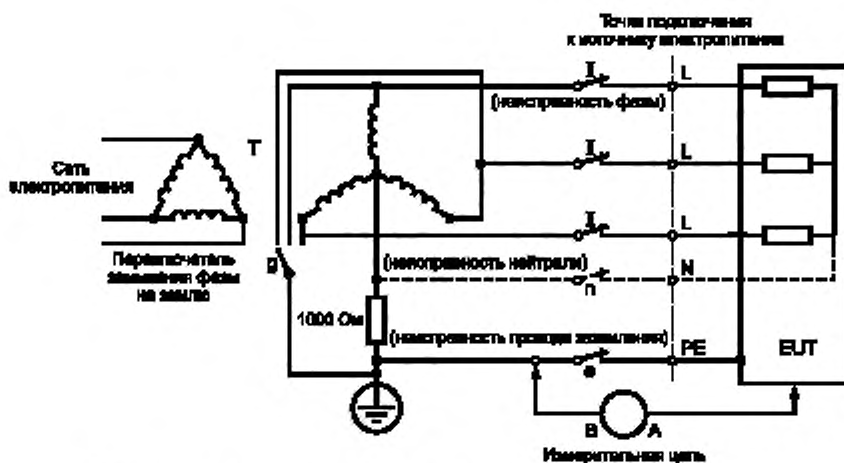 Точки подключения
к источнику электропитания
l
L
(неисправность фазы)
T
l
L
Сеть
электропитания
l
L
Переключатель
замыкания фазы
на землю
g
(неисправность нейтрали)
n
N
1000 Ом
(неисправность провода заземления)
e
PE
EUT
B
A
Измерительная цепь